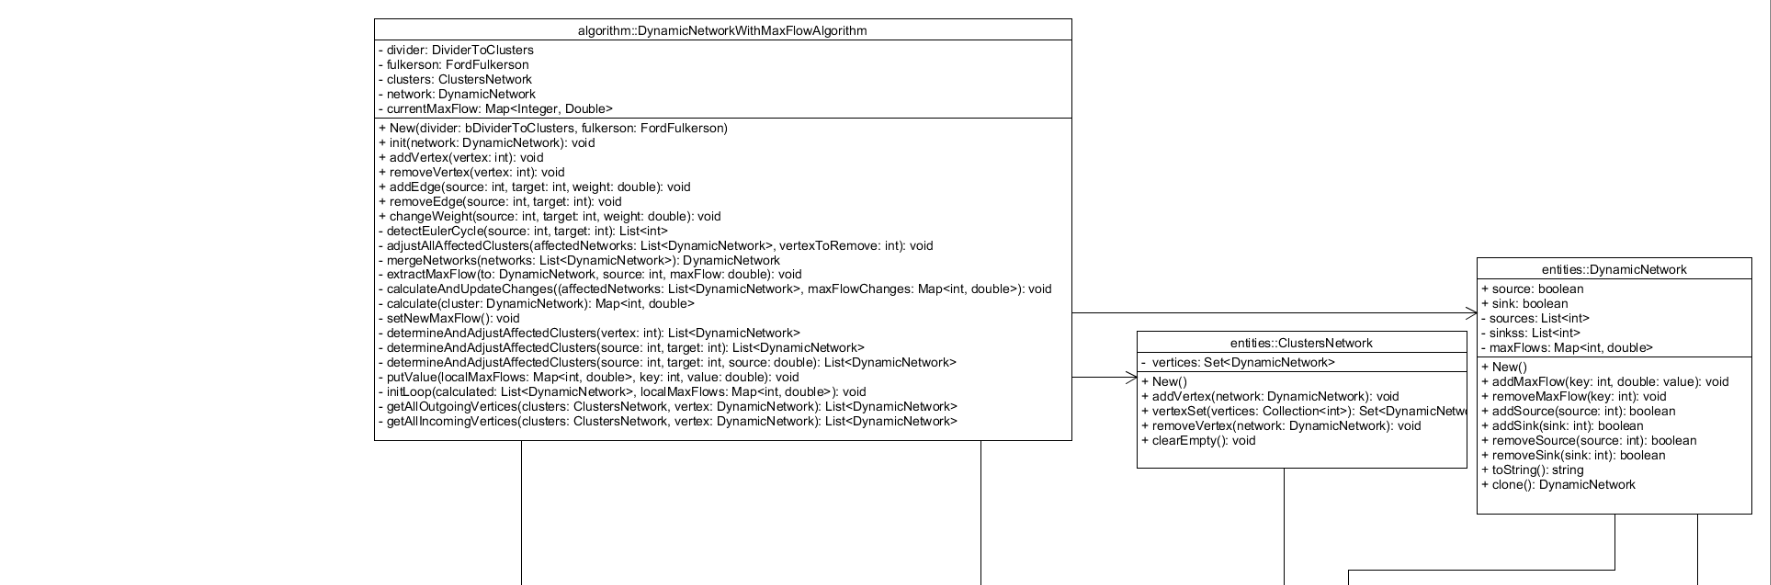 algorithm::DynamicNetworkWithMaxFlowAlgorithm
- divider: DividerToClusters
- fulkerson: FordFulkerson
- clusters: ClustersNetwork
- network: DynamicNetwork
- currentMaxFlow: Map<Integer, Double>
+ New(divider: bDividerToClusters, fulkerson: FordFulkerson)
+ init(network: DynamicNetwork): void
+ addVertex(vertex: int): void
+ removeVertex(vertex: int): void
+ addEdge(source: int, target: int, weight: double): void
+ removeEdge(source: int, target: int): void
+ changeWeight(source: int, target: int, weight: double): void
- detectEulerCycle(source: int, target: int): List<int>
- adjustAllAffectedClusters(affectedNetworks: List<DynamicNetwork>, vertexToRemove: int): void
- mergeNetworks(networks: List<DynamicNetwork>): DynamicNetwork
- extractMaxFlow(to: DynamicNetwork, source: int, maxFlow: double): void
- calculateAndUpdateChanges((affectedNetworks: List<DynamicNetwork>, maxFlowChanges: Map<int, double>): void
- calculate(cluster: DynamicNetwork): Map<int, double>
- setNewMaxFlow(): void
- determineAndAdjustAffectedClusters(vertex: int): List<DynamicNetwork>
- determineAndAdjustAffectedClusters(source: int, target: int): List<DynamicNetwork>
- determineAndAdjustAffectedClusters(source: int, target: int, source: double): List<DynamicNetwork>
- putValue(localMaxFlows: Map<int, double>, key: int, value: double): void
- initLoop(calculated: List<DynamicNetwork>, localMaxFlows: Map<int, double>): void
- getAllOutgoingVertices(clusters: ClustersNetwork, vertex: DynamicNetwork): List<DynamicNetwork>
- getAllIncomingVertices(clusters: ClustersNetwork, vertex: DynamicNetwork): List<DynamicNetwork>
entities::ClustersNetwork
- vertices: Set<DynamicNetwork>
+ New()
+ addVertex(network: DynamicNetwork): void
+ vertexSet(vertices: Collection<int>): Set<DynamicNetw
+ removeVertex(network: DynamicNetwork): void
+ clearEmpty(): void
entities::DynamicNetwork
+ source: boolean
+ sink: boolean
- sources: List<int>
- sinkss: List<int>
- maxFlows: Map<int, double>
+ New()
+ addMaxFlow(key: int, double: value): void
+ removeMaxFlow(key: int): void
+ addSource(source: int): boolean
+ addSink(sink: int): boolean
+ removeSource(source: int): boolean
+ removeSink(sink: int): boolean
+ toString(): string
+ clone(): DynamicNetwork